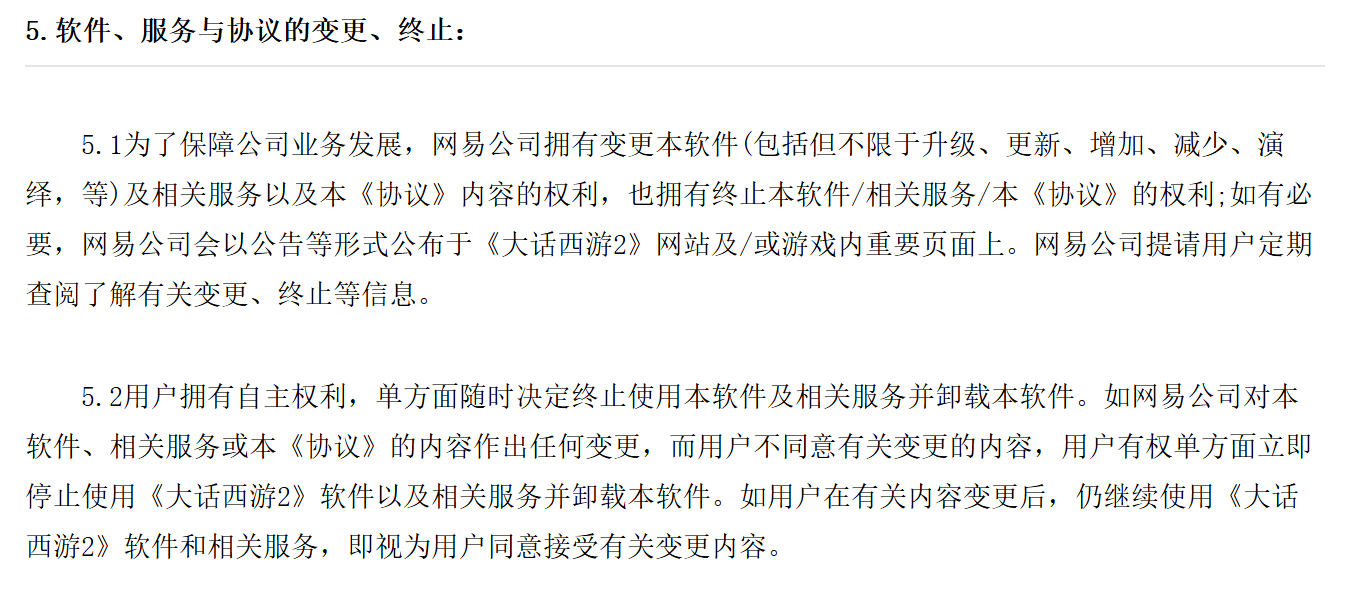 5.软件、服务与协议的变更、终止：
5.1为了保障公司业务发展，网易公司拥有变更本软件(包括但不限于升级、更新、增加、减少、演
绎，等)及相关服务以及本《协议》内容的权利，也拥有终止本软件/相关服务/本《协议》的权利;如有必
要，网易公司会以公告等形式公布于《大话西游2》网站及/或游戏内重要页面上。网易公司提请用户定期
查阅了解有关变更、终止等信息。
5.2用户拥有自主权利，单方面随时决定终止使用本软件及相关服务并卸载本软件。如网易公司对本
软件、相关服务或本《协议》的内容作出任何变更，而用户不同意有关变更的内容，用户有权单方面立即
停止使用《大话西游2》软件以及相关服务并卸载本软件。如用户在有关内容变更后，仍继续使用《大话
西游2》软件和相关服务，即视为用户同意接受有关变更内容。